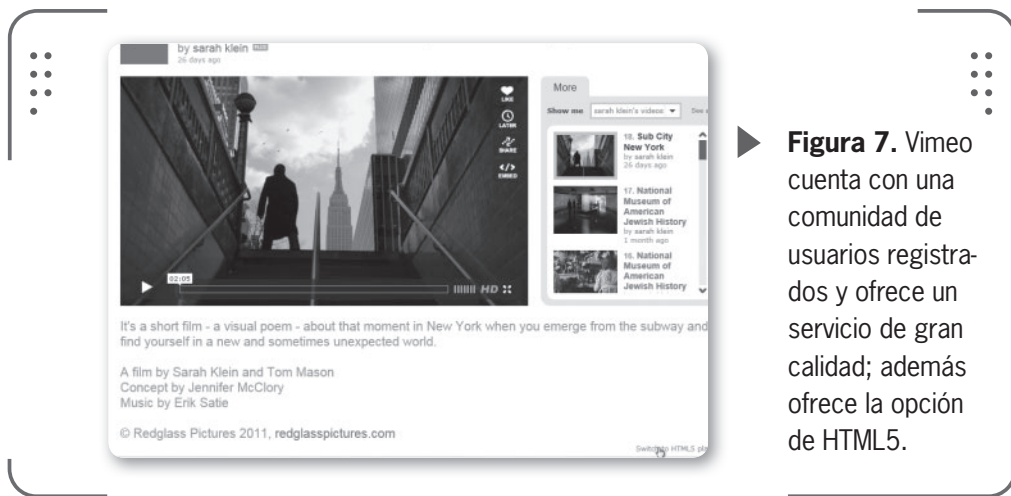 by sarah klein PLUS
26 days ago
LIKE
LATER
SHARE
EMBED
02:05
HD
More
Show me sarah klein's videos: See
18. Sub City
New York
by sarah klein
26 days ago
17. National
Museum of
American
Jewish History
by sarah klein
1 month ago
16. National
Museum of
American
Jewish History
It's a short film - a visual poem - about that moment in New York when you emerge from the subway and
find yourself in a new and sometimes unexpected world.
A film by Sarah Klein and Tom Mason
Concept by Jennifer McClory
Music by Erik Satie
© Redglass Pictures 2011, redglasspictures.com
Switch to HTML5
Figura 7. Vimeo
cuenta con una
comunidad de
usuarios registra-
dos y ofrece un
servicio de gran
calidad; además
ofrece la opción
de HTML5.